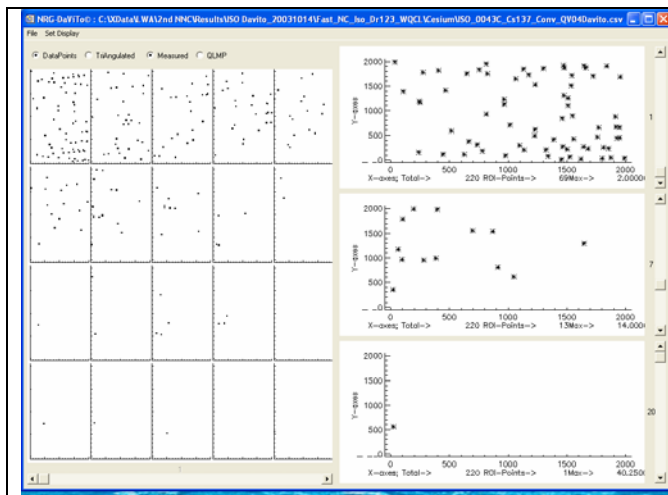 NRG-DaViTo© : C:\XData\LWA\2nd NNC\Results\ISO Davito_20031014\Fast_NC_Iso_Dr123_WQCL\Cesium\ISO_0043C_Cs137_Conv_QV04Davito.csv
File Set Display
DataPoints TriAngulated Measured QLMP
2000
1500
1000
500
0
Y-axes
0 500 1000 1500 2000
X-axes; Total-> 220 ROI-Points-> 69Max-> 2.0000
1
2000
1500
1000
500
0
Y-axes
0 500 1000 1500 2000
X-axes; Total-> 220 ROI-Points-> 13Max-> 14.000
7
2000
1500
1000
500
0
Y-axes
0 500 1000 1500 2000
X-axes; Total-> 220 ROI-Points-> 1Max-> 40.250
20